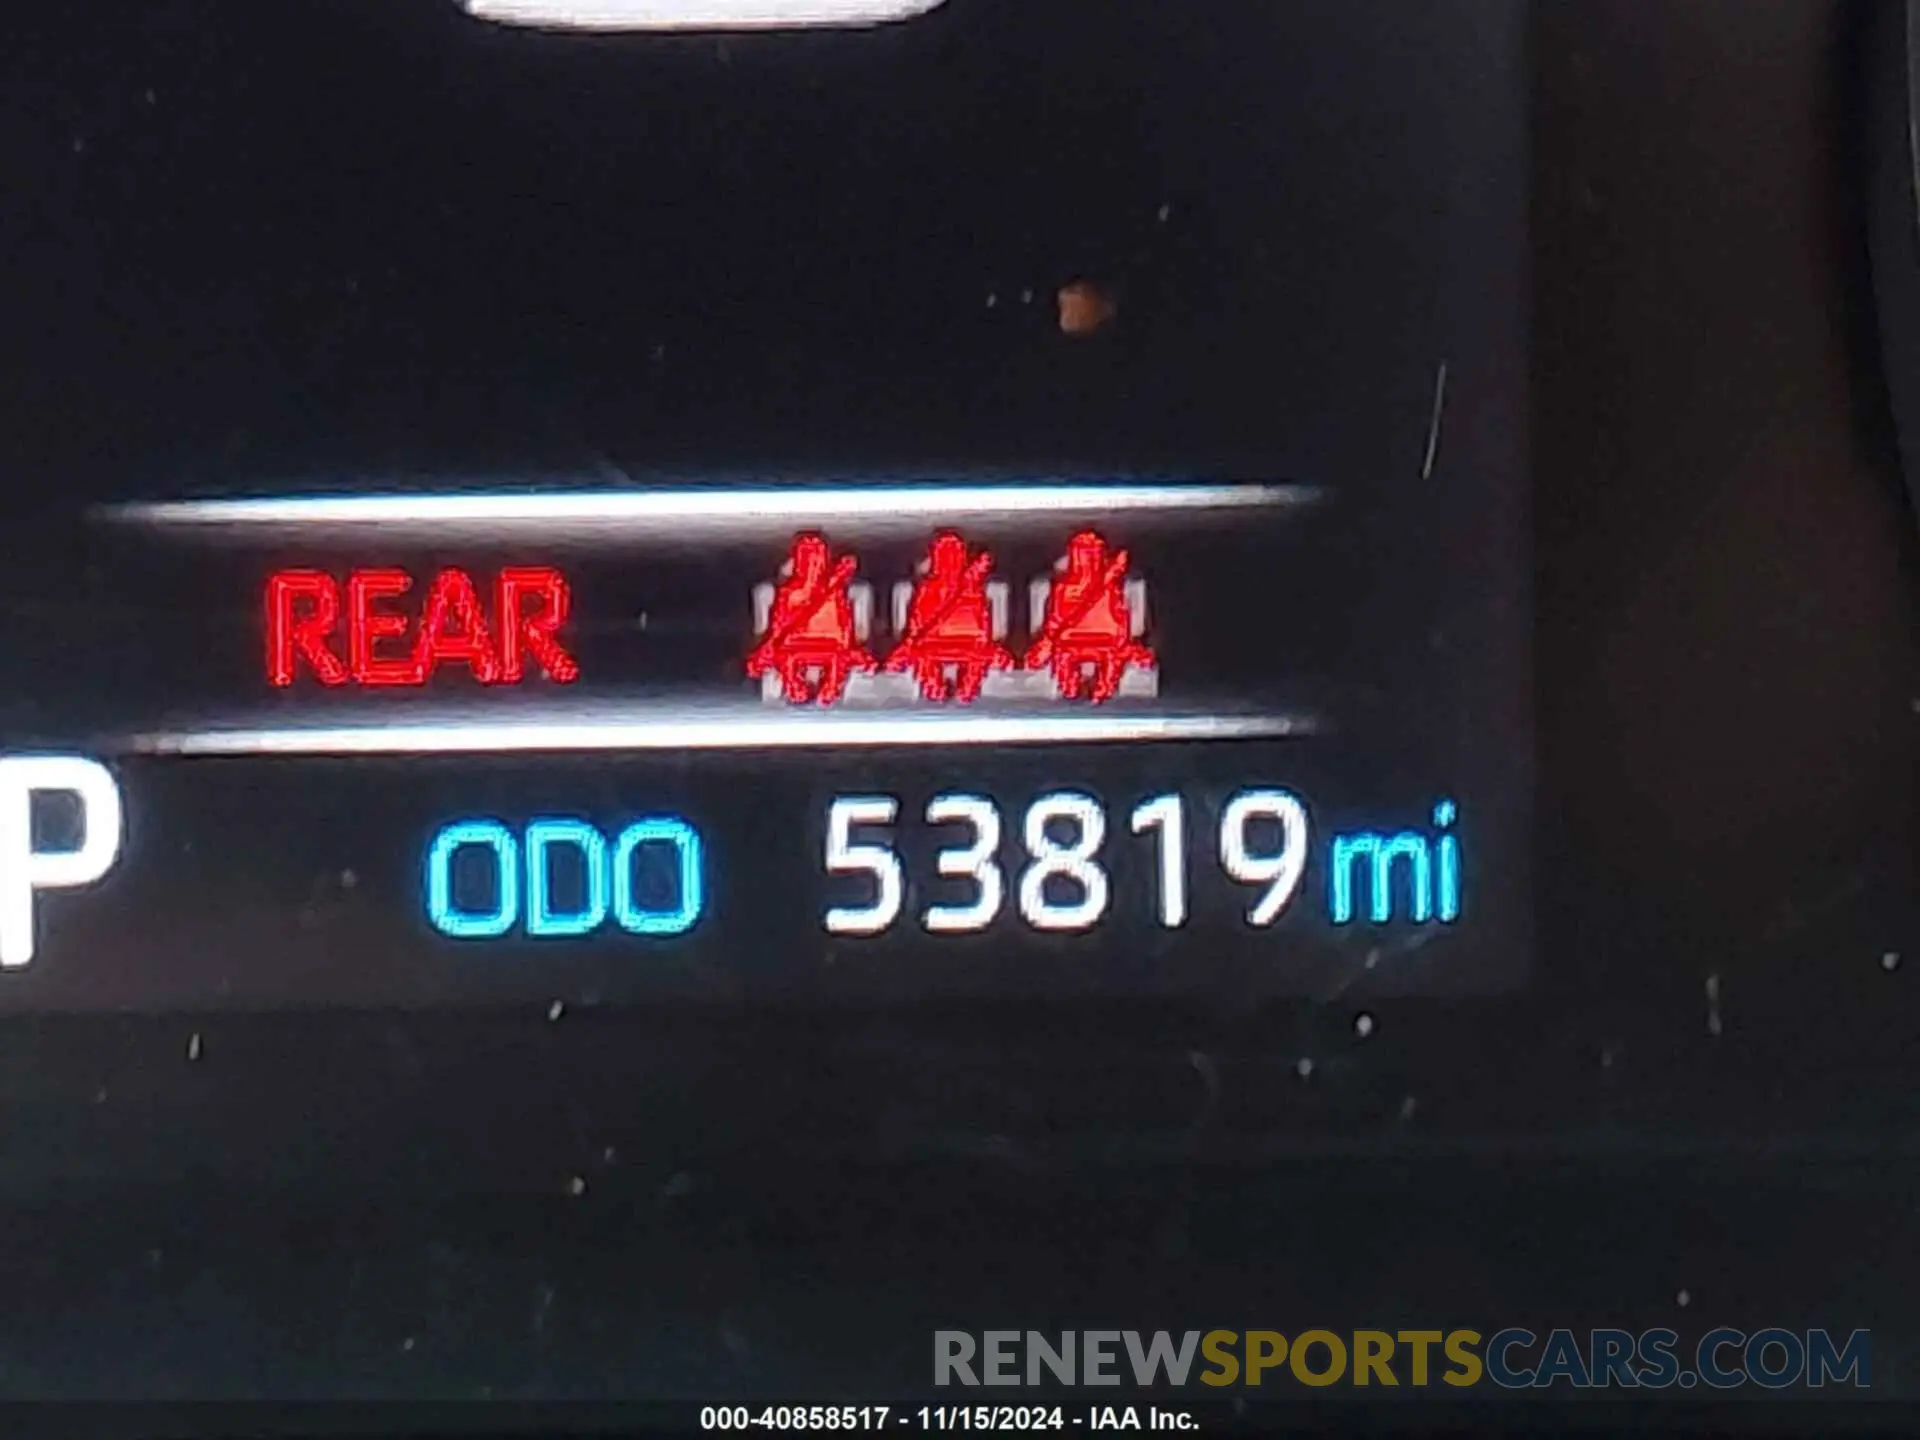 REAR
P ODO 53819 mi
RENEWSPORTSCARS.COM
000-40858517 - 11/15/2024 - IAA Inc.